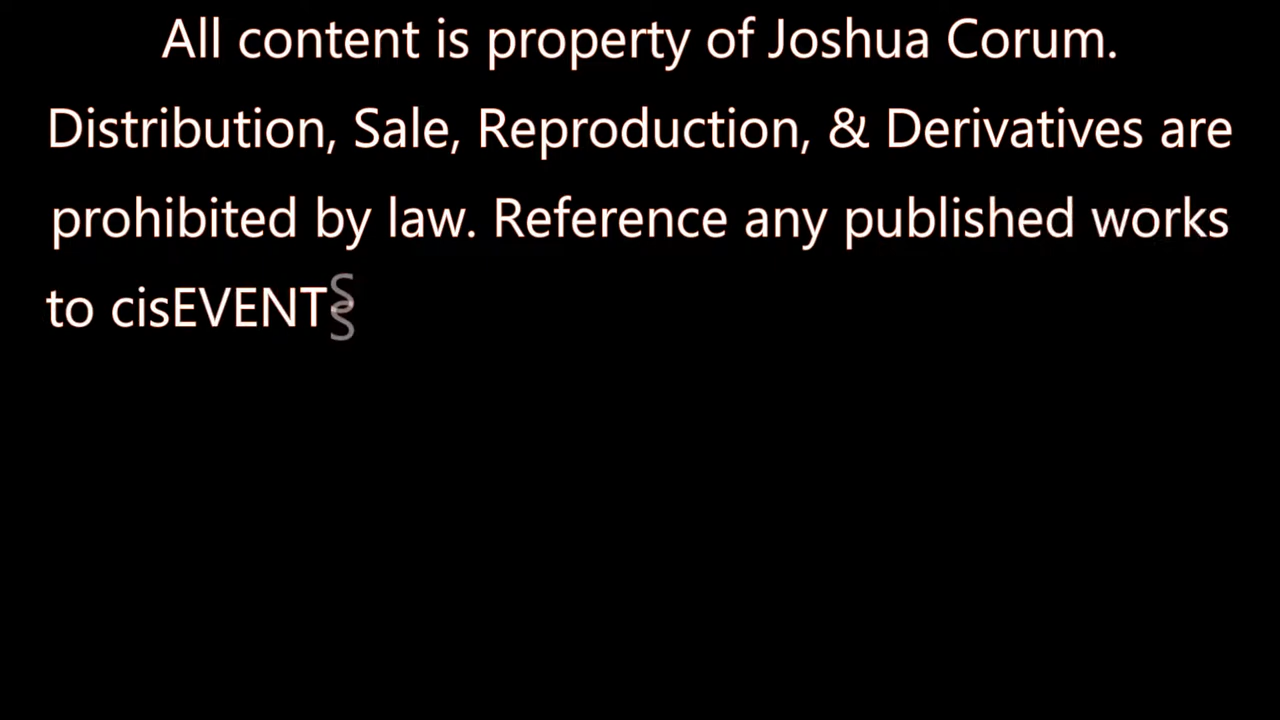 All content is property of Joshua Corum.
Distribution, Sale, Reproduction, & Derivatives are
prohibited by law. Reference any published works
to cisEVENT